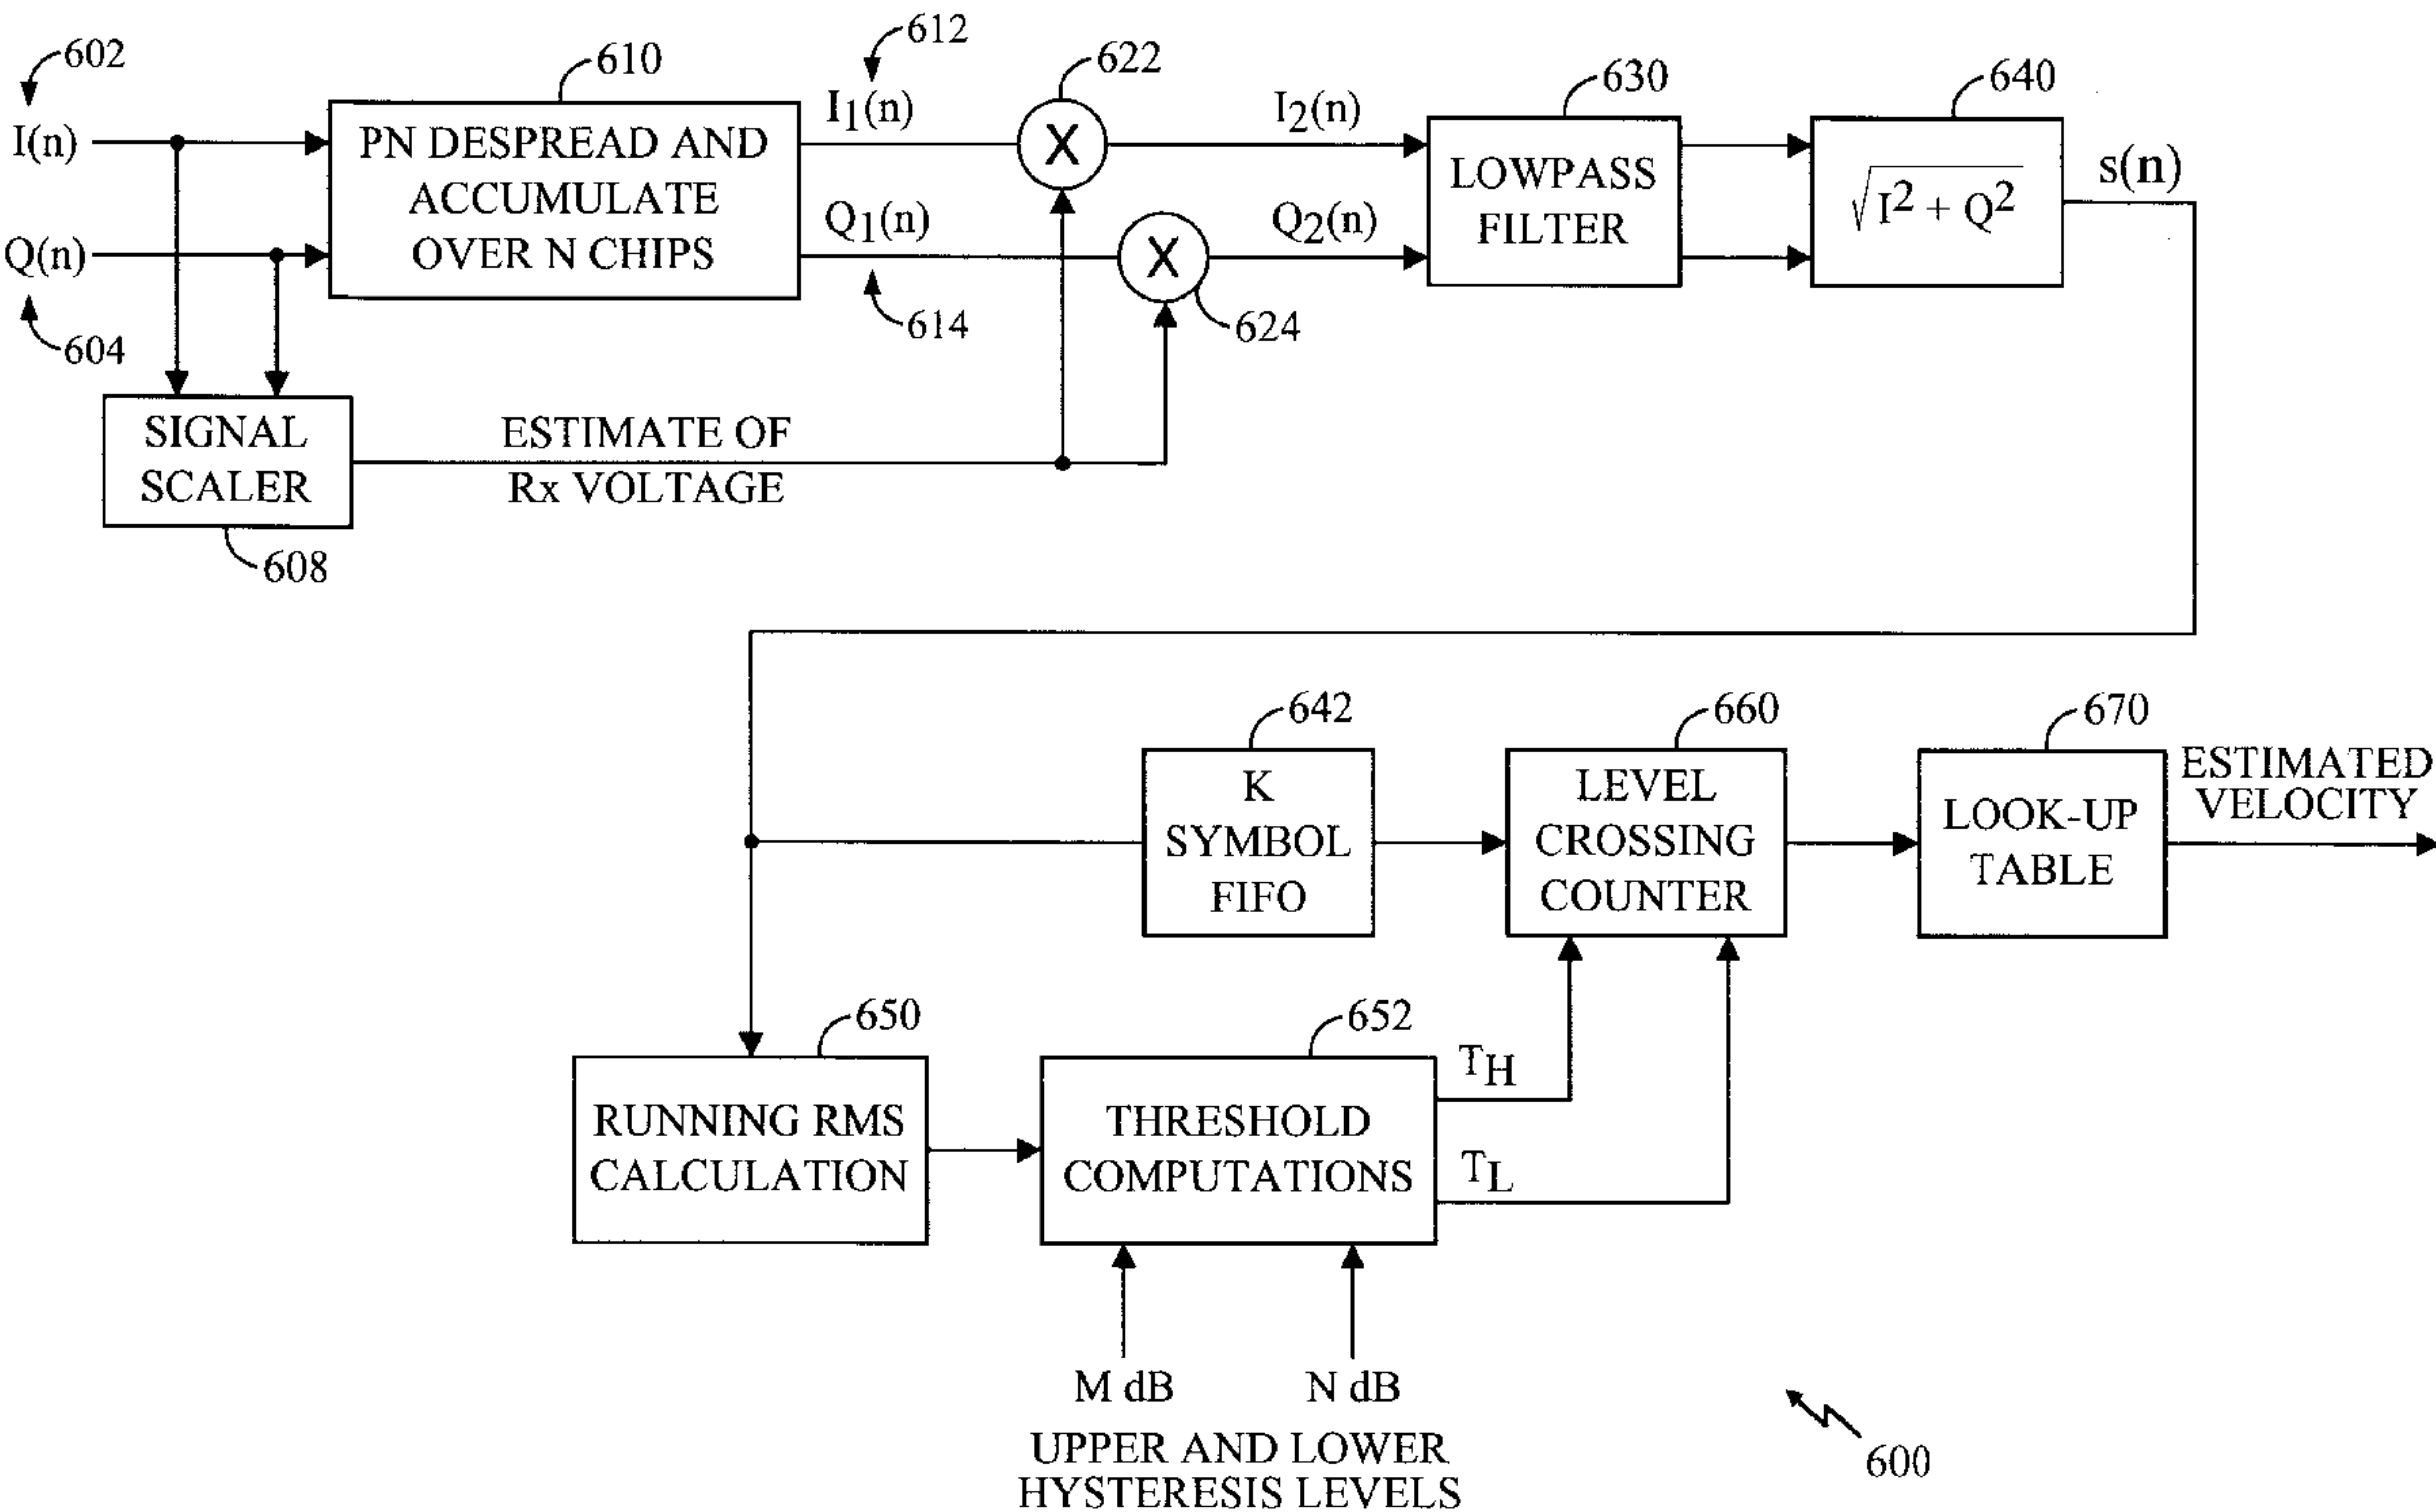 602
610
612
622
630
640
I(n)
PN DESPREAD AND
ACCUMULATE
OVER N CHIPS
I1(n)
X
I2(n)
LOWPASS
FILTER
√I² + Q²
s(n)
Q(n)
Q1(n)
X
Q2(n)
604
614
624
SIGNAL
SCALER
ESTIMATE OF
Rx VOLTAGE
608
642
660
670
K
SYMBOL
FIFO
LEVEL
CROSSING
COUNTER
LOOK-UP
TABLE
ESTIMATED
VELOCITY
650
652
RUNNING RMS
CALCULATION
THRESHOLD
COMPUTATIONS
TH
TL
M dB
N dB
UPPER AND LOWER
HYSTERESIS LEVELS
600